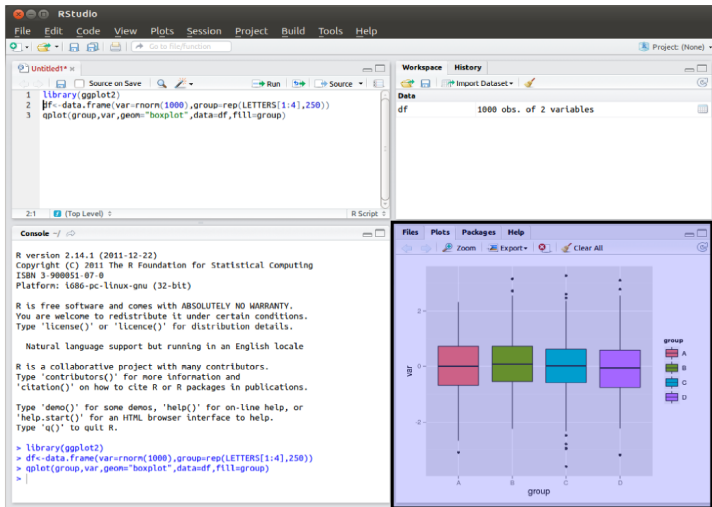 RStudio
File Edit Code View Plots Session Project Build Tools Help
Go to file/function
Project: (None)
Untitled1*
Source on Save
Run
Source
1 library(ggplot2)
2 df<-data.frame(var=rnorm(1000),group=rep(LETTERS[1:4],250))
3 qplot(group,var,geom="boxplot",data=df,fill=group)
2:1 (Top Level) R Script
Workspace History
Import Dataset
Data
df 1000 obs. of 2 variables
Console ~/
R version 2.14.1 (2011-12-22)
Copyright (C) 2011 The R Foundation for Statistical Computing
ISBN 3-900051-07-0
Platform: i686-pc-linux-gnu (32-bit)
R is free software and comes with ABSOLUTELY NO WARRANTY.
You are welcome to redistribute it under certain conditions.
Type 'license()' or 'licence()' for distribution details.
Natural language support but running in an English locale
R is a collaborative project with many contributors.
Type 'contributors()' for more information and
'citation()' on how to cite R or R packages in publications.
Type 'demo()' for some demos, 'help()' for on-line help, or
'help.start()' for an HTML browser interface to help.
Type 'q()' to quit R.
> library(ggplot2)
> df<-data.frame(var=rnorm(1000),group=rep(LETTERS[1:4],250))
> qplot(group,var,geom="boxplot",data=df,fill=group)
>
Files Plots Packages Help
Zoom Export Clear All
2
0
-2
var
A B C D
group
group
A
B
C
D